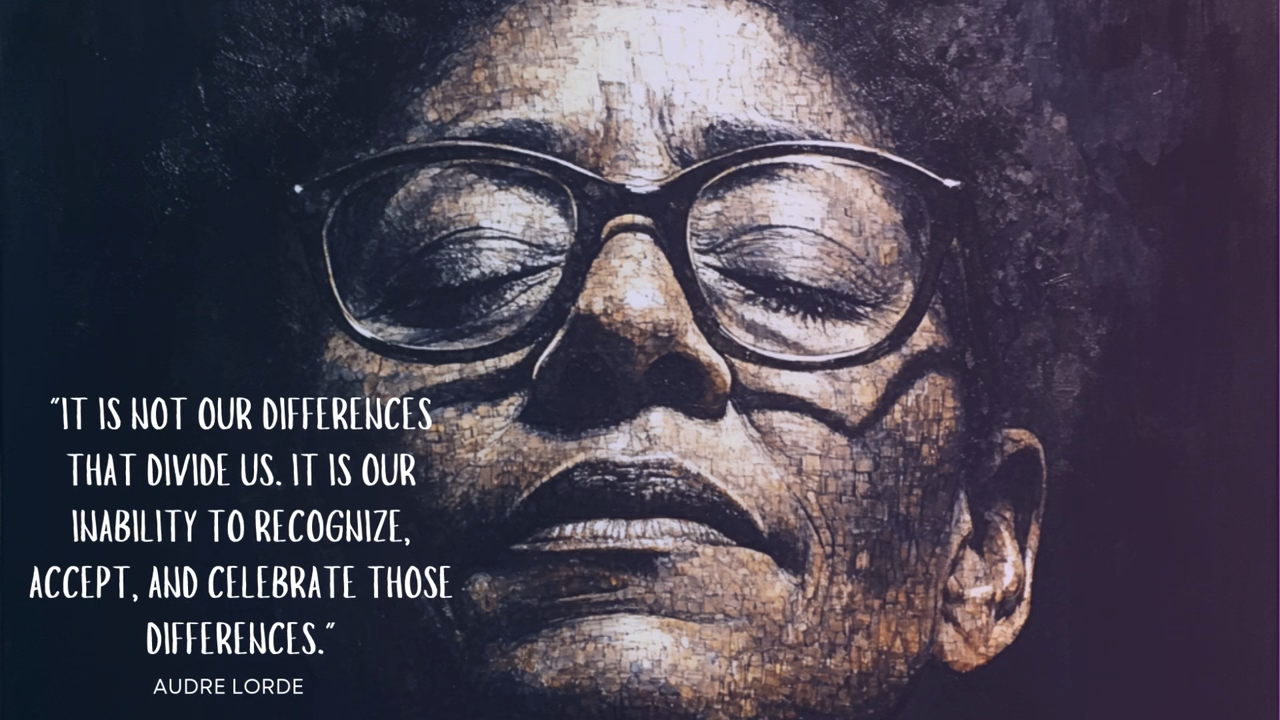 "IT IS NOT OUR DIFFERENCES
THAT DIVIDE US. IT IS OUR
INABILITY TO RECOGNIZE,
ACCEPT, AND CELEBRATE THOSE
DIFFERENCES."
AUDRE LORDE